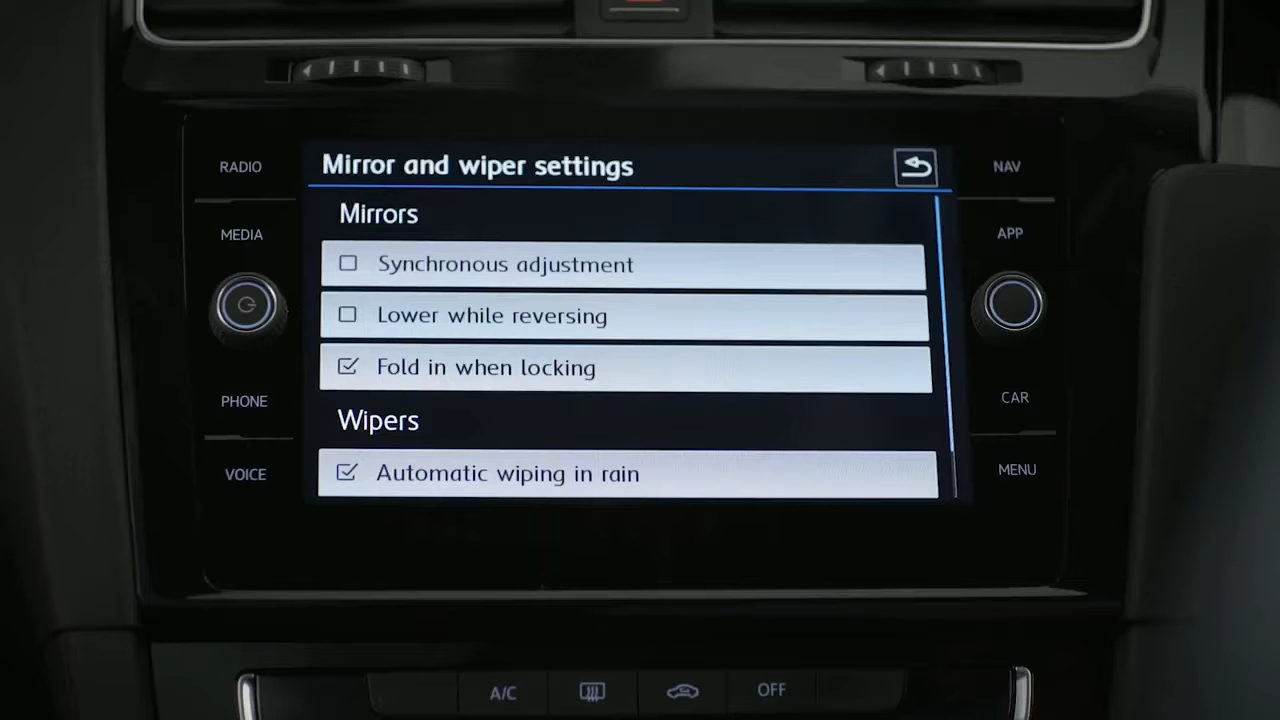 RADIO
MEDIA
PHONE
VOICE
Mirror and wiper settings
Mirrors
Synchronous adjustment
Lower while reversing
Fold in when locking
Wipers
Automatic wiping in rain
NAV
APP
CAR
MENU
A/C
OFF